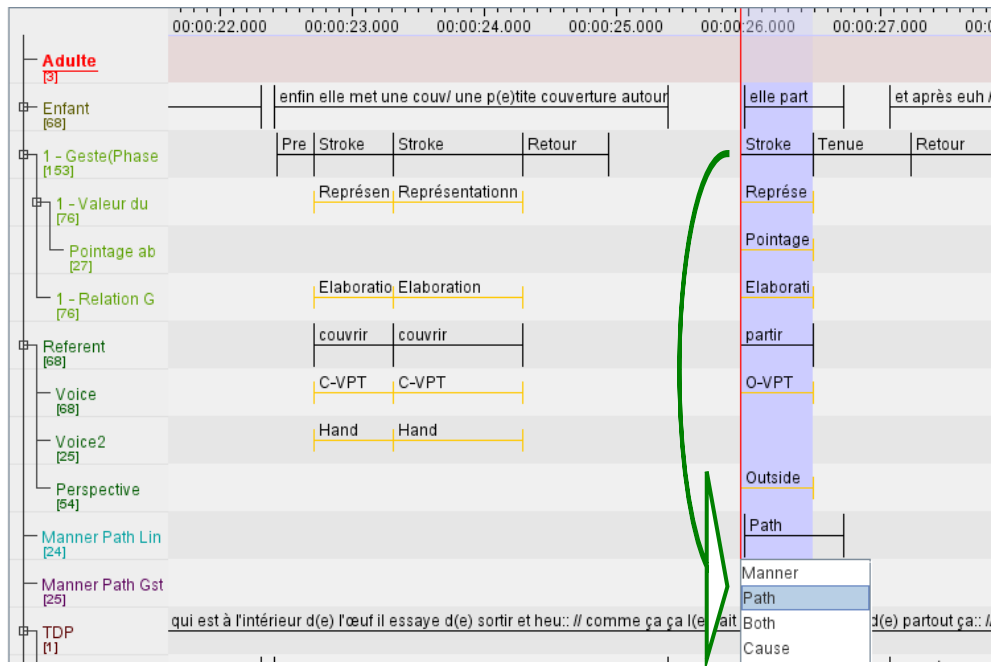 00:00:22.000 00:00:23.000 00:00:24.000 00:00:25.000 00:00:26.000 00:00:27.000 00:0
Adulte
[3]
Enfant
[68]
enfin elle met une couv/ une p(e)tite couverture autour elle part et après euh /
1 - Geste(Phase
[153]
Pre Stroke Stroke Retour Stroke Tenue Retour
1 - Valeur du
[76]
Représen Représentationn Représe
Pointage ab
[27]
Pointage
1 - Relation G
[76]
Elaboratio Elaboration Elaborati
Referent
[68]
couvrir couvrir partir
Voice
[68]
C-VPT C-VPT O-VPT
Voice2
[25]
Hand Hand
Perspective
[54]
Outside
Manner Path Lin
[24]
Path
Manner Path Gst
[25]
Manner
Path
Both
Cause
TDP
[1]
qui est à l'intérieur d(e) l'œuf il essaye d(e) sortir et heu:: // comme ça ça l(e) fait d(e) partout ça:: //